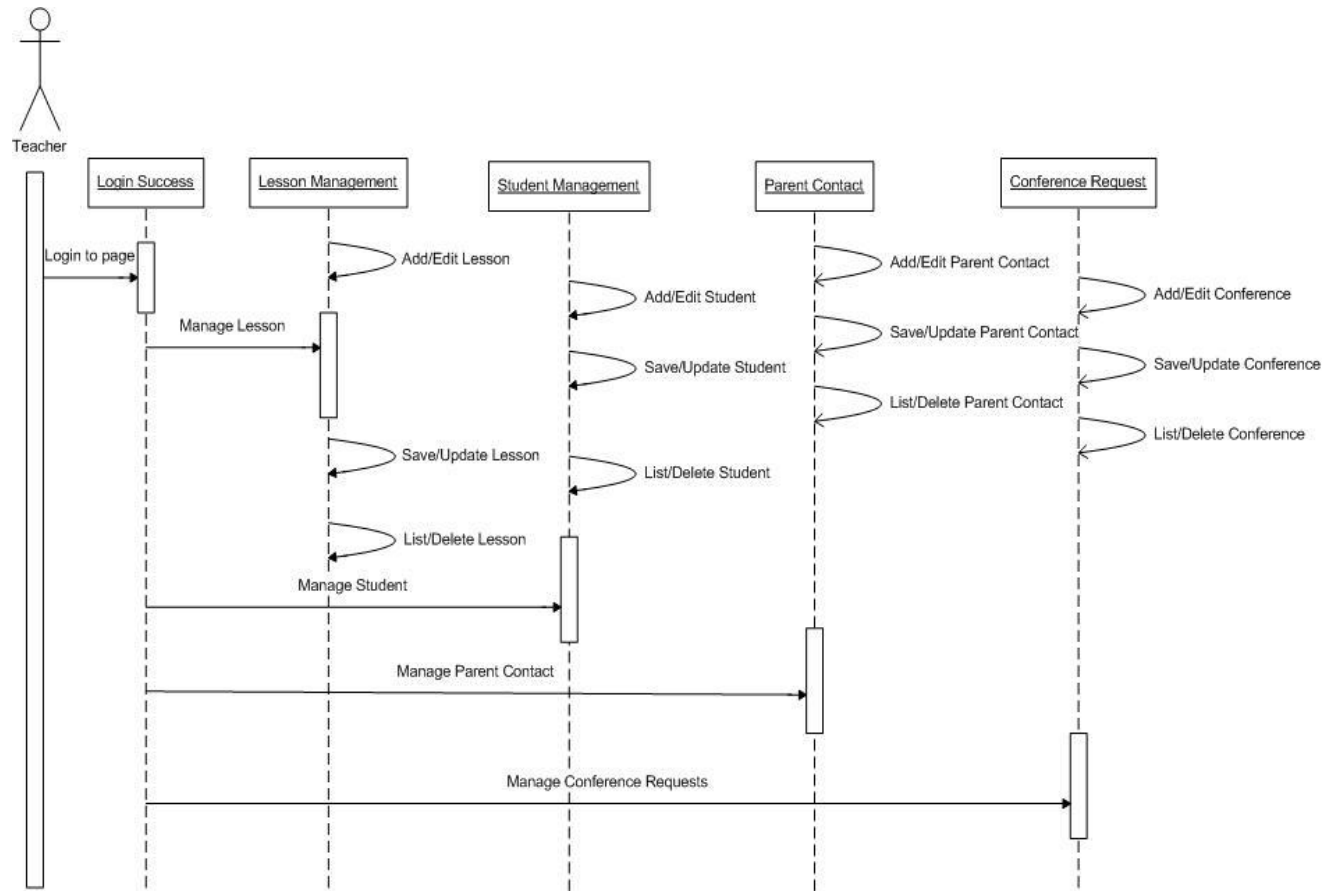 Teacher
Login Success
Lesson Management
Student Management
Parent Contact
Conference Request
Login to page
Add/Edit Lesson
Add/Edit Parent Contact
Add/Edit Student
Add/Edit Conference
Manage Lesson
Save/Update Parent Contact
Save/Update Student
Save/Update Conference
List/Delete Parent Contact
List/Delete Conference
Save/Update Lesson
List/Delete Student
List/Delete Lesson
Manage Student
Manage Parent Contact
Manage Conference Requests